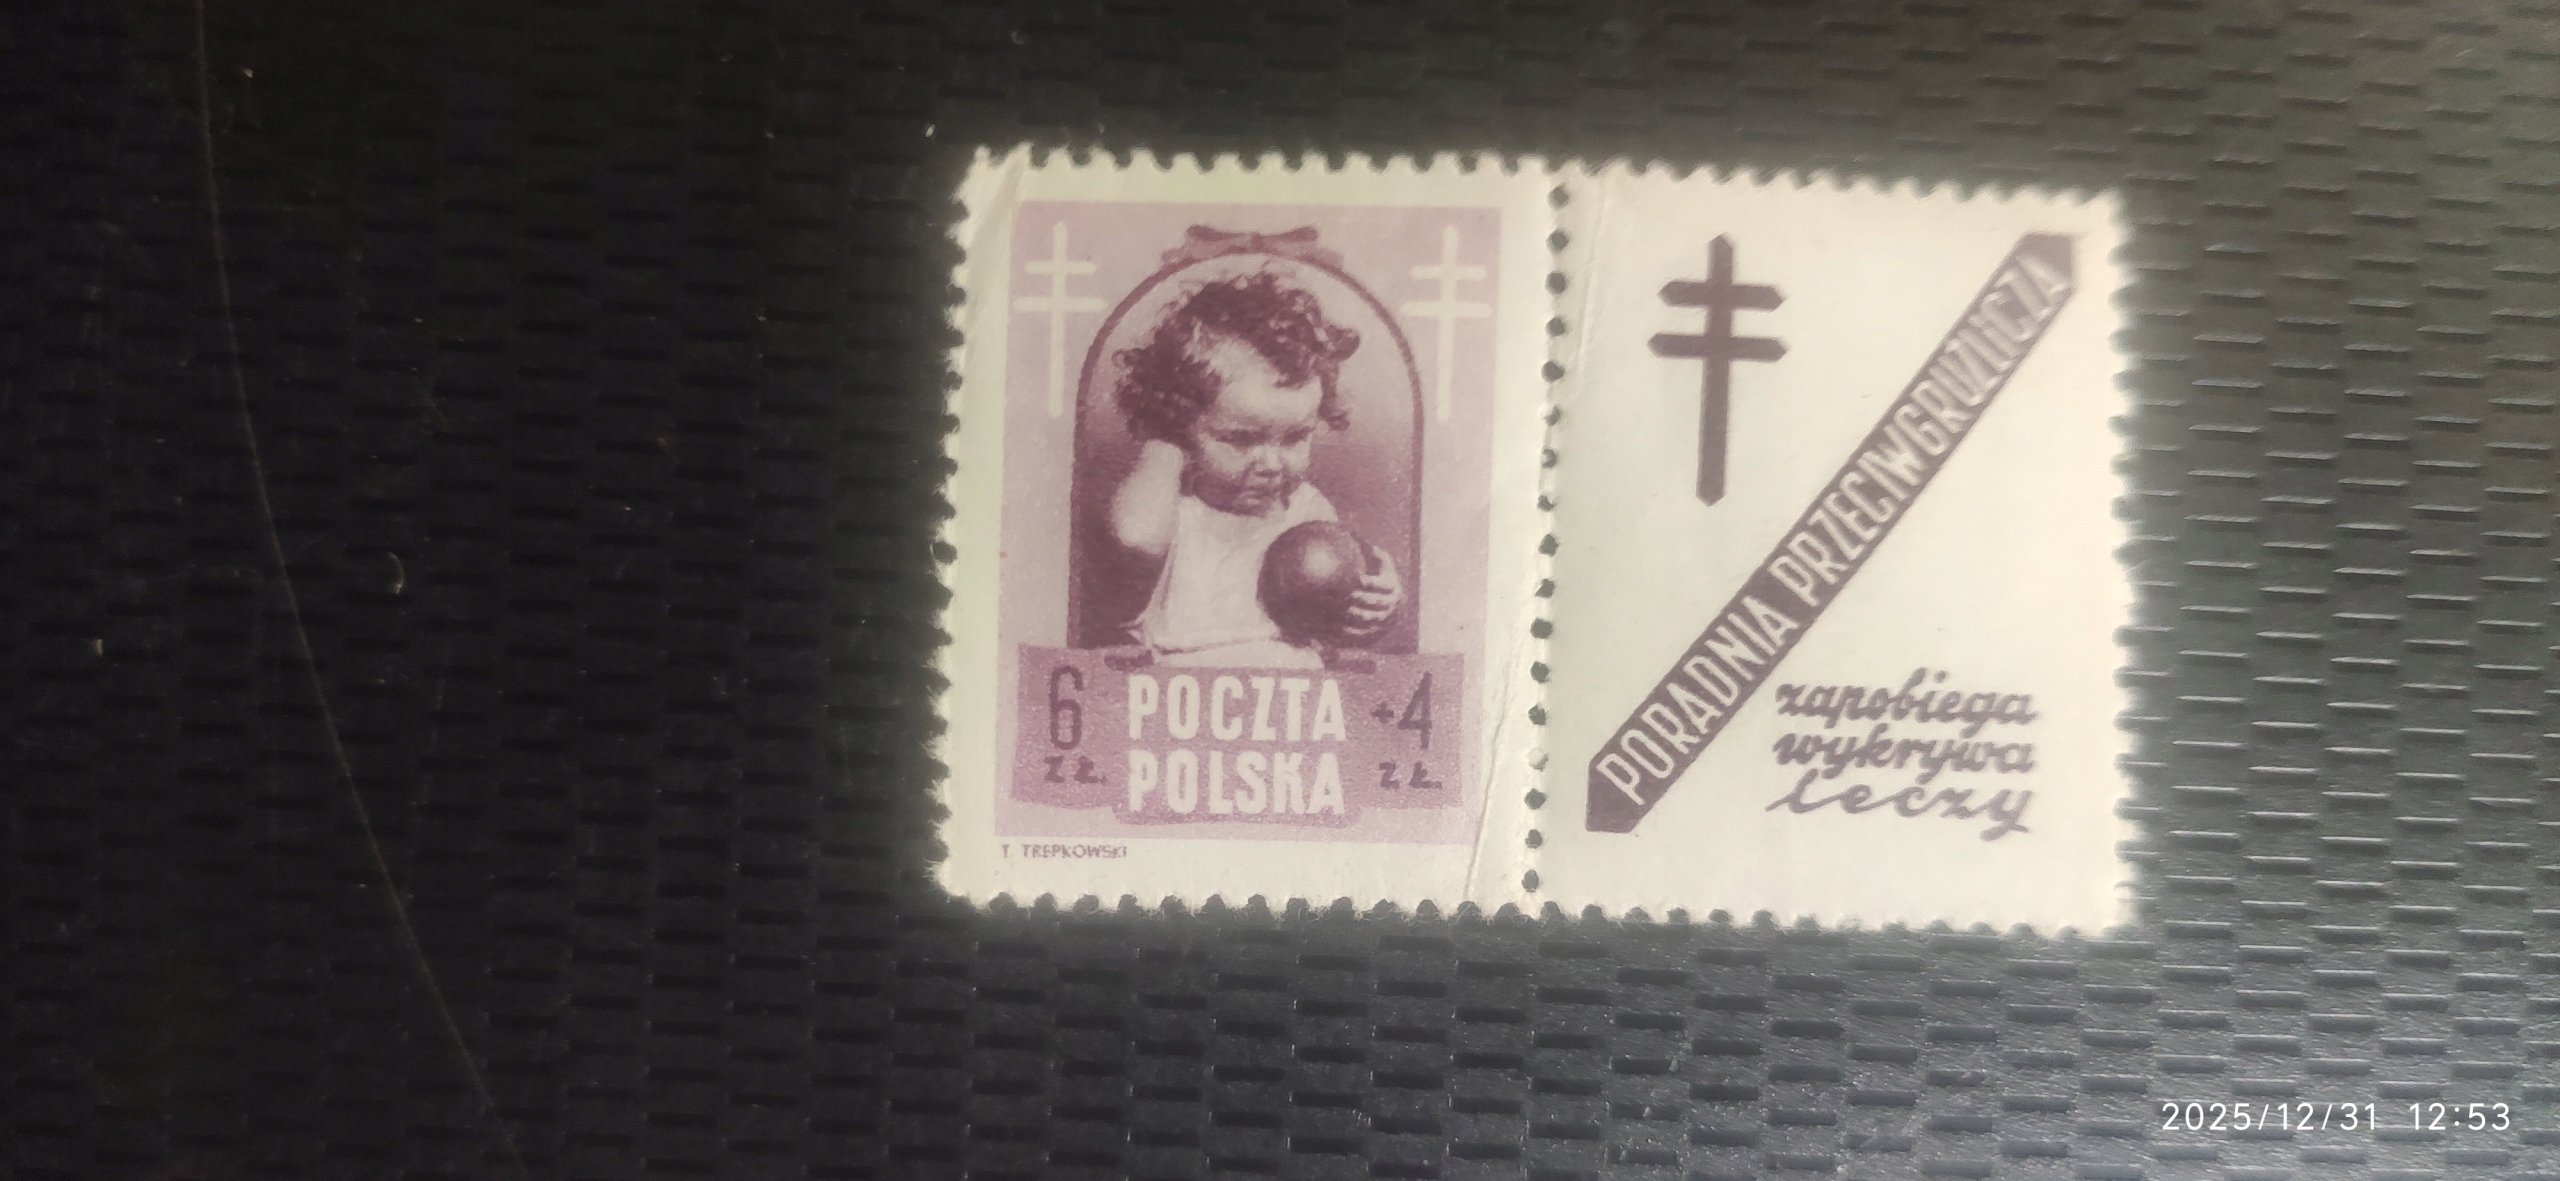 6 POCZTA +4
ZŁ. POLSKA ZŁ.
T. TREPKOWSKI
PORADNIA PRZECIWGRUŹLICZA
zapobiega
wykrywa
leczy
2025/12/31 12:53